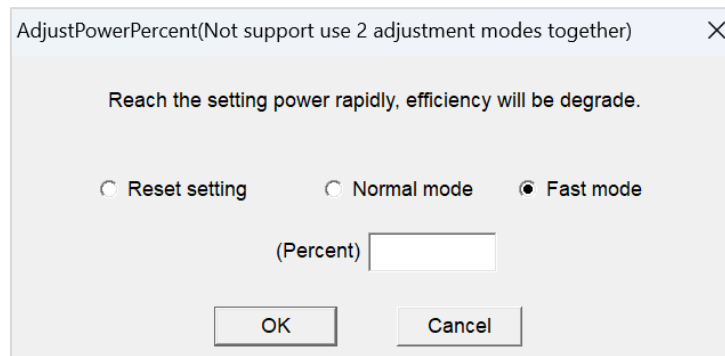 AdjustPowerPercent(Not support use 2 adjustment modes together)
Reach the setting power rapidly, efficiency will be degrade.
Reset setting Normal mode Fast mode
(Percent)
OK Cancel